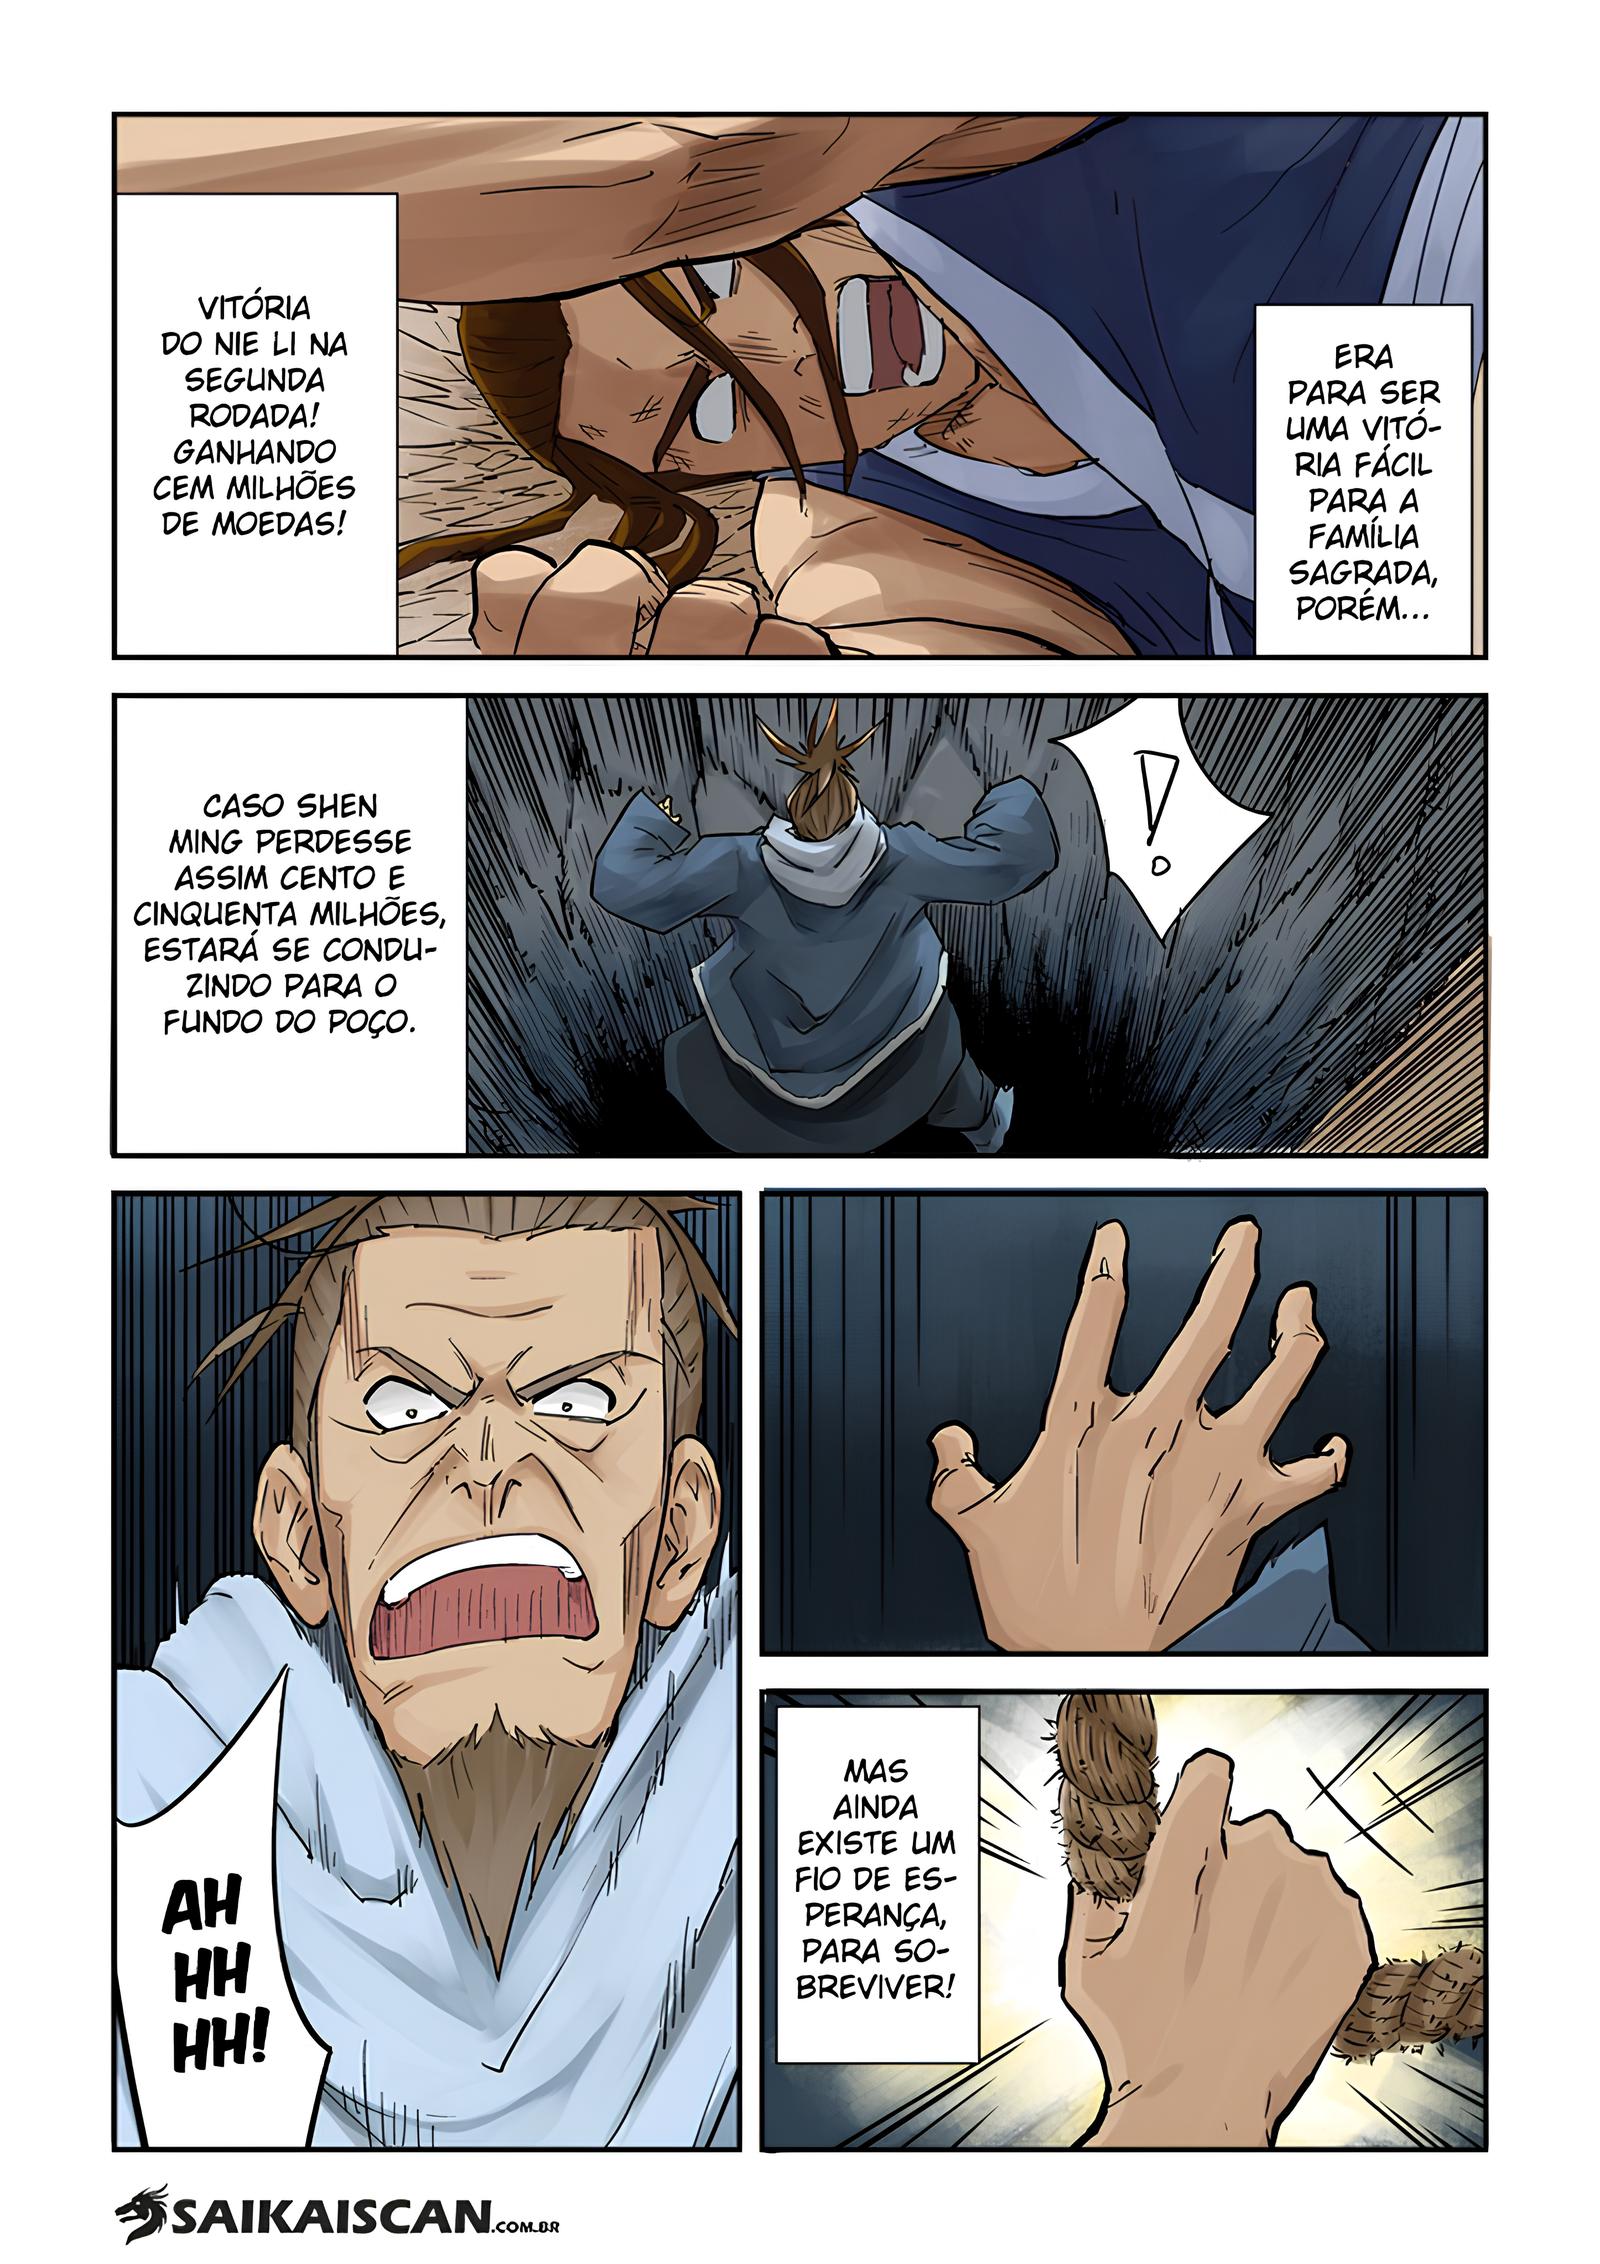 VITÓRIA
DO NIE LI NA
SEGUNDA
RODADA!
GANHANDO
CEM MILHÕES
DE MOEDAS!
ERA
PARA SER
UMA VITÓ-
RIA FÁCIL
PARA A
FAMÍLIA
SAGRADA,
PORÉM...
CASO SHEN
MING PERDESSE
ASSIM CENTO E
CINQUENTA MILHÕES,
ESTARÁ SE CONDU-
ZINDO PARA O
FUNDO DO POÇO.
!
AH
HH
HH!
MAS
AINDA
EXISTE UM
FIO DE ES-
PERANÇA,
PARA SO-
BREVIVER!
SAIKAISCAN.COM.BR